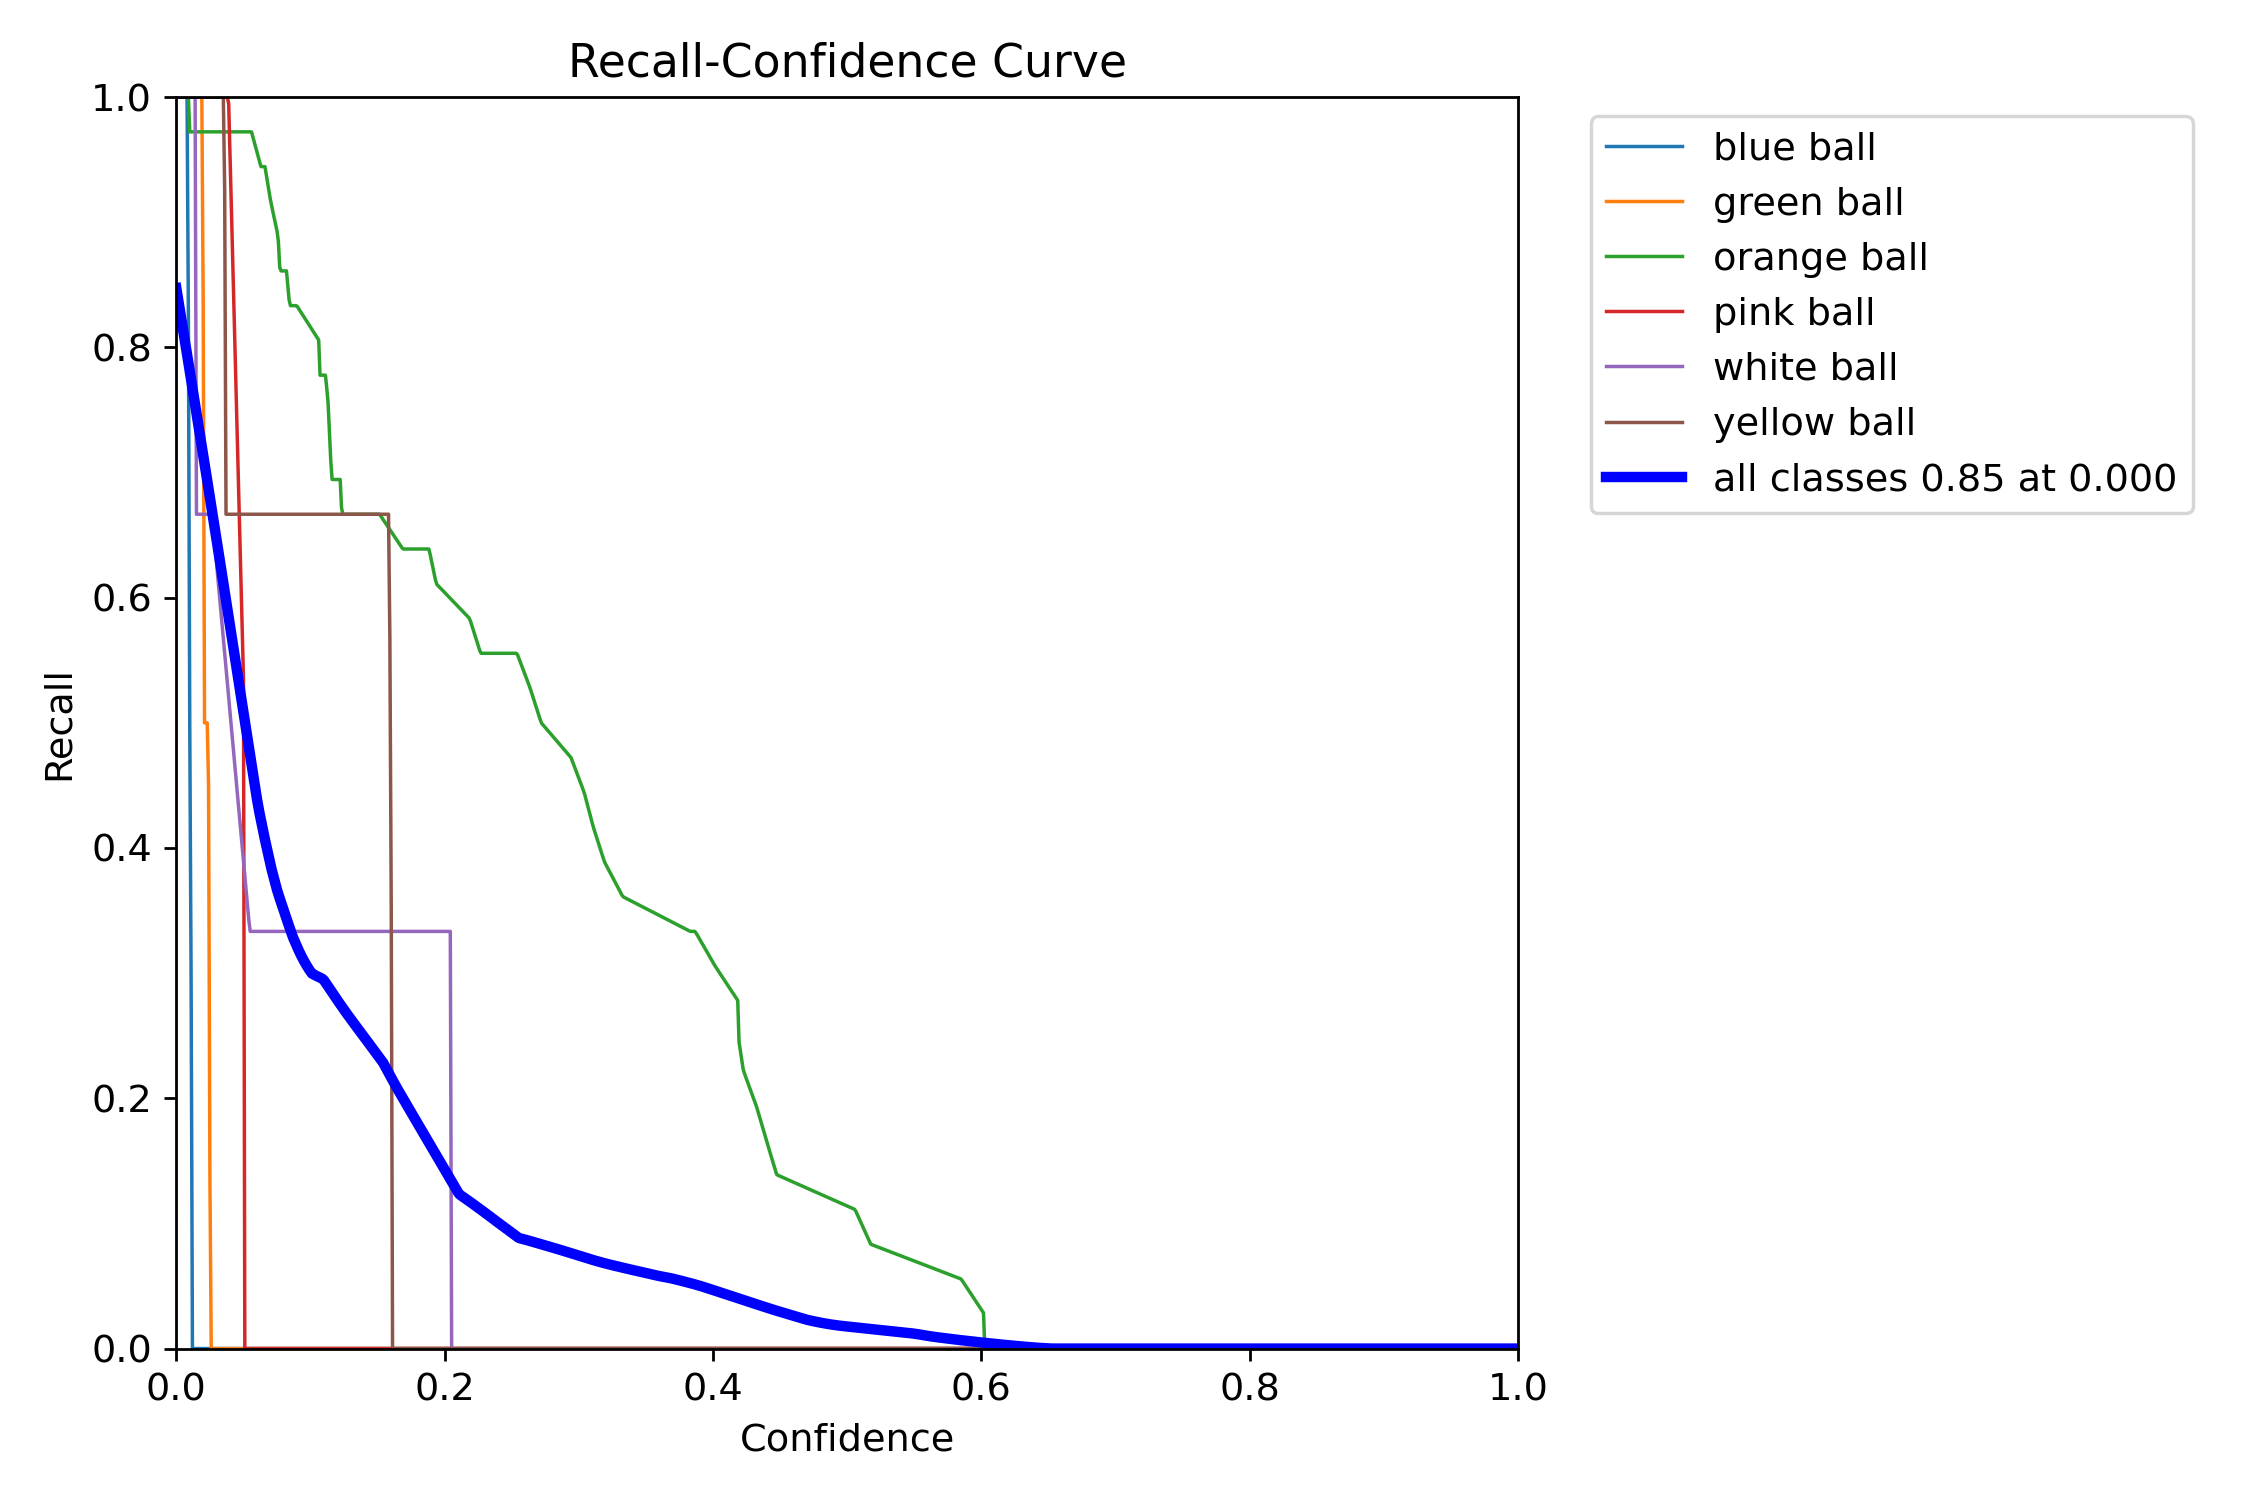 Recall-Confidence Curve
1.0
0.8
0.6
0.4
0.2
0.0
Recall
0.0 0.2 0.4 0.6 0.8 1.0
Confidence
blue ball
green ball
orange ball
pink ball
white ball
yellow ball
all classes 0.85 at 0.000